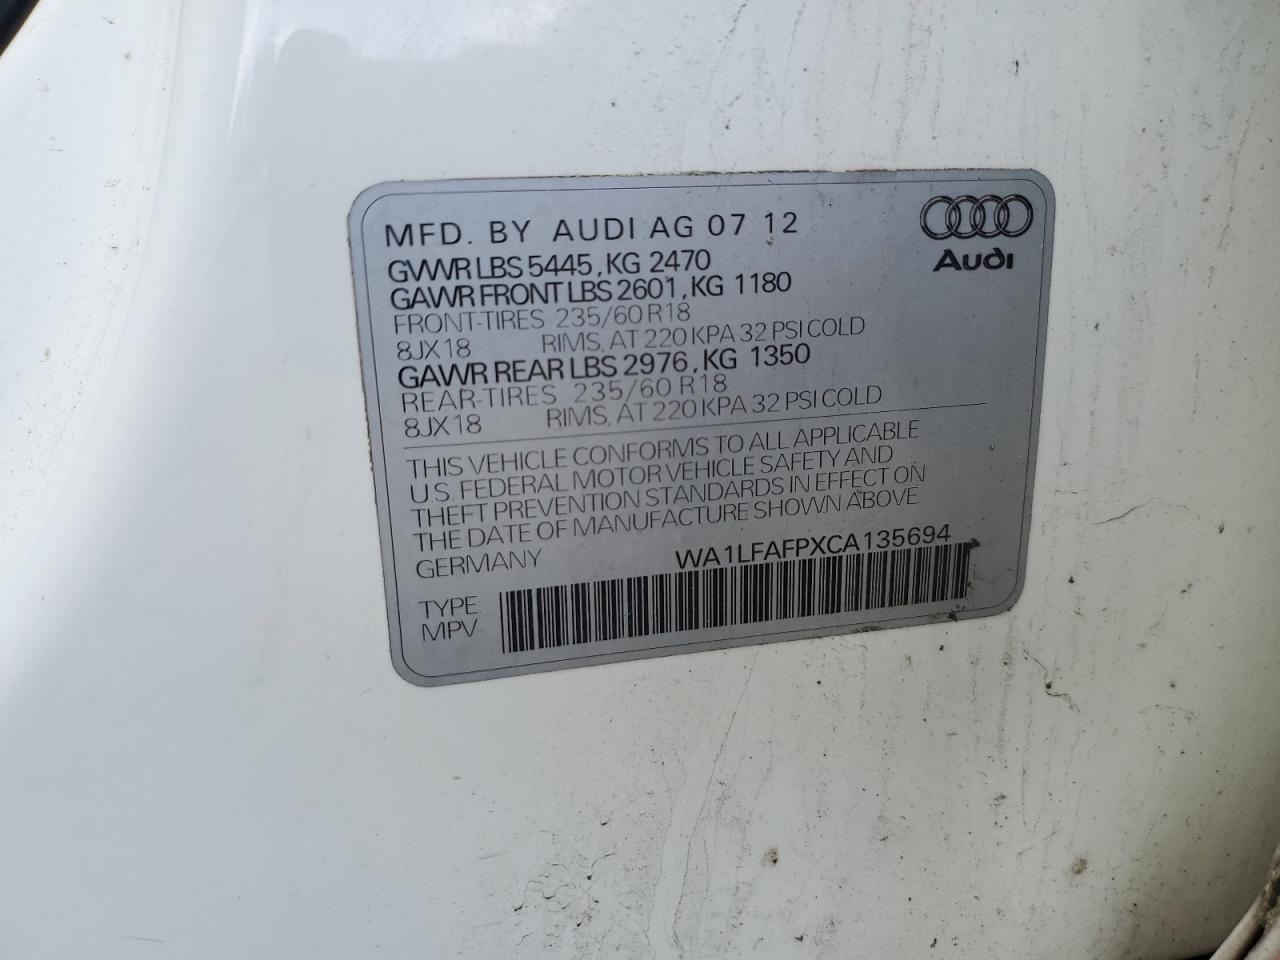 MFD. BY AUDI AG 07 12
Audi
GVWR LBS 5445, KG 2470
GAWR FRONT LBS 2601, KG 1180
FRONT-TIRES 235/60 R18
8JX18 RIMS, AT 220 KPA 32 PSI COLD
GAWR REAR LBS 2976, KG 1350
REAR-TIRES 235/60 R18
8JX18 RIMS, AT 220 KPA 32 PSI COLD
THIS VEHICLE CONFORMS TO ALL APPLICABLE
U.S. FEDERAL MOTOR VEHICLE SAFETY AND
THEFT PREVENTION STANDARDS IN EFFECT ON
THE DATE OF MANUFACTURE SHOWN ABOVE
GERMANY WA1LFAFPXCA135694
TYPE:
MPV